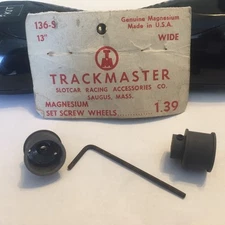 136-S
Genuine Magnesium
Made in U.S.A.
13"
WIDE
TRACKMASTER
SLOTCAR RACING ACCESSORIES CO.
SAUGUS, MASS.
MAGNESIUM
SET SCREW WHEELS
1.39